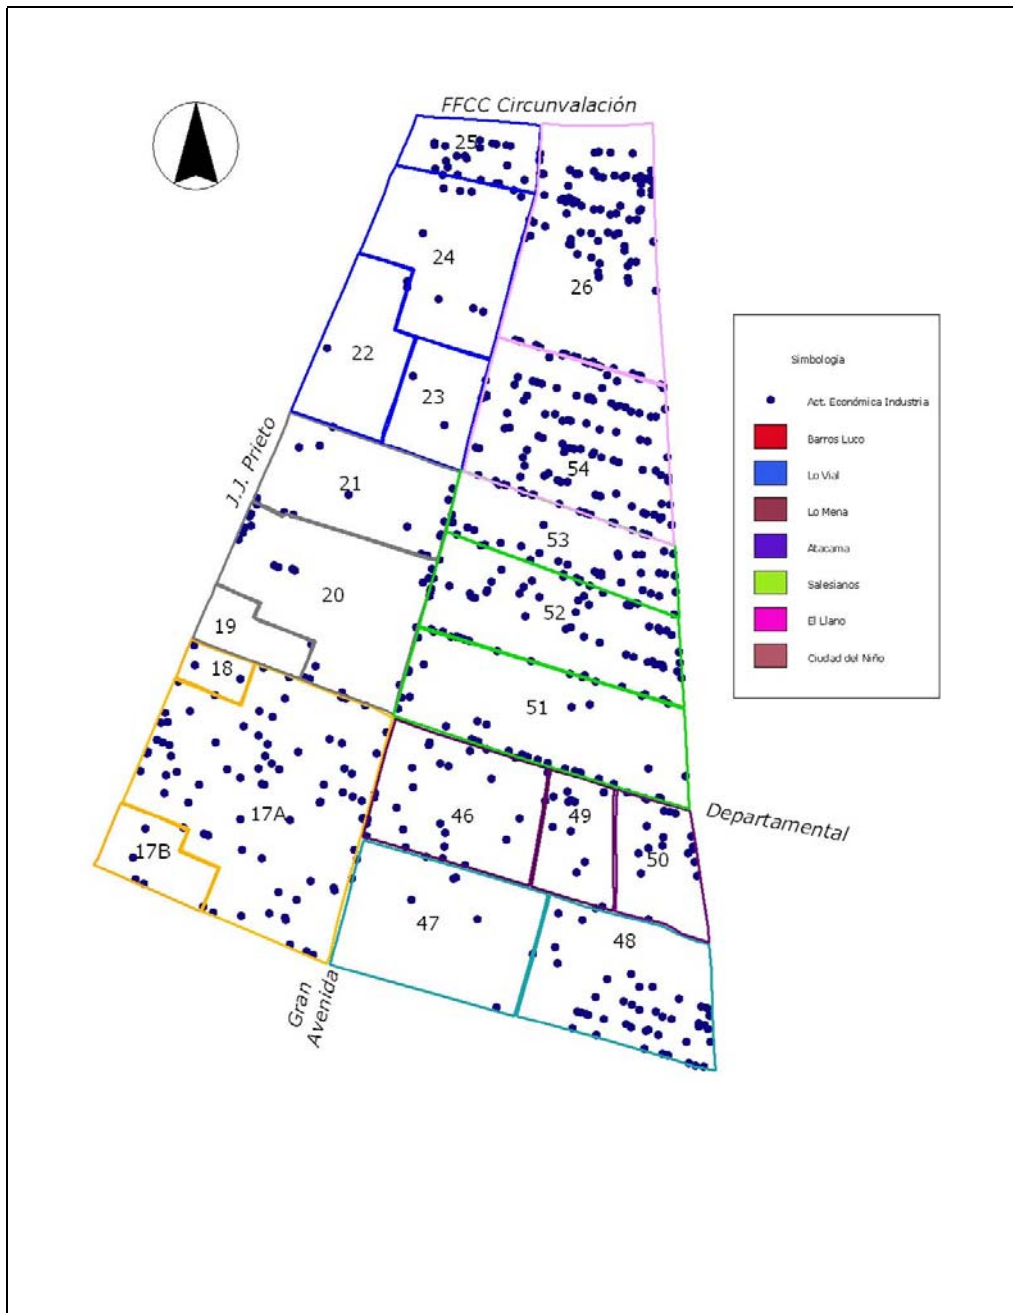 FFCC Circunvalación
25
24
26
22
23
54
J.J. Prieto
21
53
20
52
19
18
51
17A
46
49
50
Departamental
17B
47
48
Gran
Avenida
Simbología
Act. Económica Industria
Barros Luco
Lo Vial
Lo Mena
Atacama
Salesianos
El Llano
Ciudad del Niño